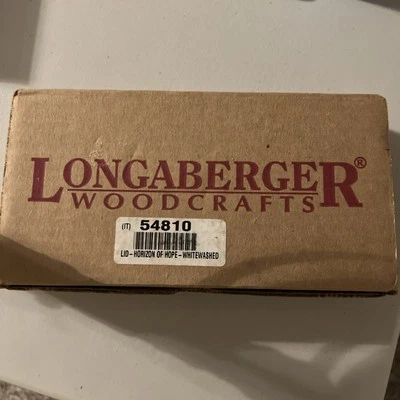 LONGABERGER®
WOODCRAFTS
(IT) 54810
LID-HORIZON OF HOPE-WHITEWASHED